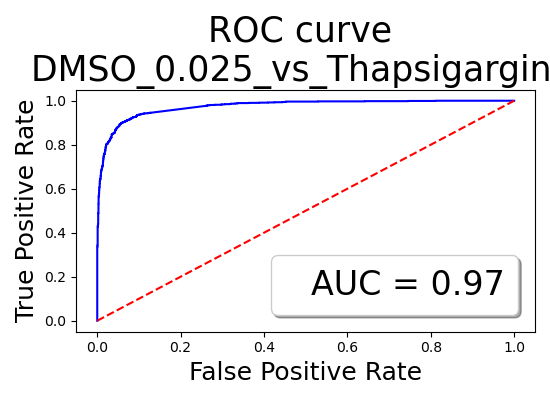 ROC curve
DMSO_0.025_vs_Thapsigargin
True Positive Rate
1.0
0.8
0.6
0.4
0.2
0.0
AUC = 0.97
0.0 0.2 0.4 0.6 0.8 1.0
False Positive Rate